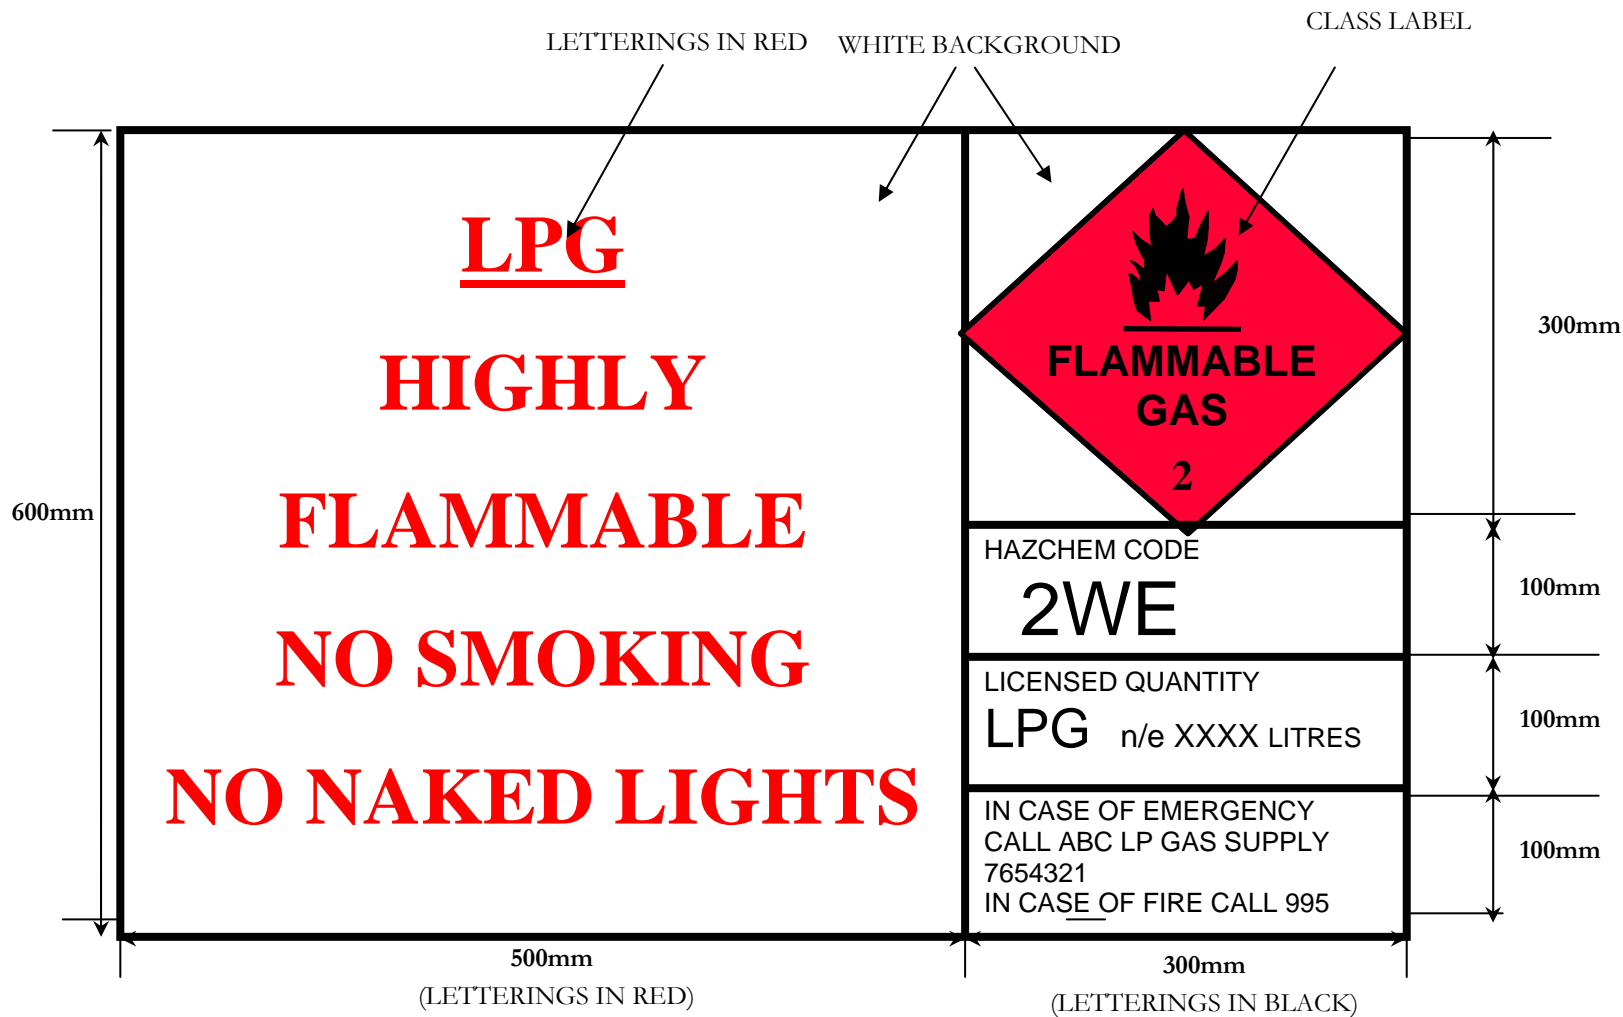 LETTERINGS IN RED
WHITE BACKGROUND
CLASS LABEL
LPG
HIGHLY
FLAMMABLE
NO SMOKING
NO NAKED LIGHTS
600mm
FLAMMABLE
GAS
2
300mm
HAZCHEM CODE
2WE
100mm
LICENSED QUANTITY
LPG n/e XXXX LITRES
100mm
IN CASE OF EMERGENCY
CALL ABC LP GAS SUPPLY
7654321
IN CASE OF FIRE CALL 995
100mm
500mm
(LETTERINGS IN RED)
300mm
(LETTERINGS IN BLACK)